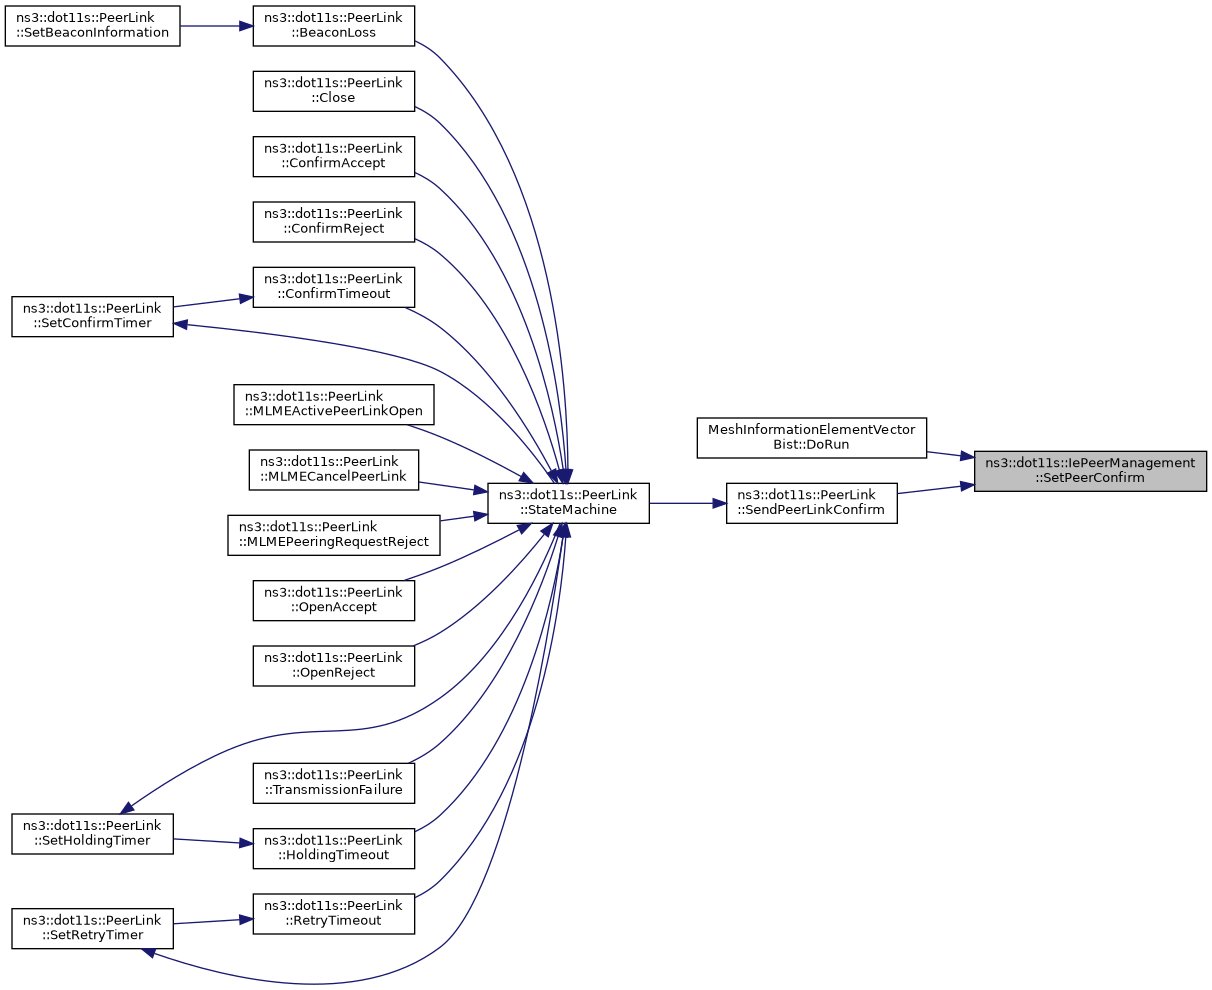 ns3::dot11s::PeerLink
::SetBeaconInformation
ns3::dot11s::PeerLink
::BeaconLoss
ns3::dot11s::PeerLink
::Close
ns3::dot11s::PeerLink
::ConfirmAccept
ns3::dot11s::PeerLink
::ConfirmReject
ns3::dot11s::PeerLink
::ConfirmTimeout
ns3::dot11s::PeerLink
::SetConfirmTimer
ns3::dot11s::PeerLink
::MLMEActivePeerLinkOpen
ns3::dot11s::PeerLink
::MLMECancelPeerLink
ns3::dot11s::PeerLink
::MLMEPeeringRequestReject
ns3::dot11s::PeerLink
::StateMachine
MeshInformationElementVector
Bist::DoRun
ns3::dot11s::PeerLink
::SendPeerLinkConfirm
ns3::dot11s::IePeerManagement
::SetPeerConfirm
ns3::dot11s::PeerLink
::OpenAccept
ns3::dot11s::PeerLink
::OpenReject
ns3::dot11s::PeerLink
::TransmissionFailure
ns3::dot11s::PeerLink
::SetHoldingTimer
ns3::dot11s::PeerLink
::HoldingTimeout
ns3::dot11s::PeerLink
::RetryTimeout
ns3::dot11s::PeerLink
::SetRetryTimer